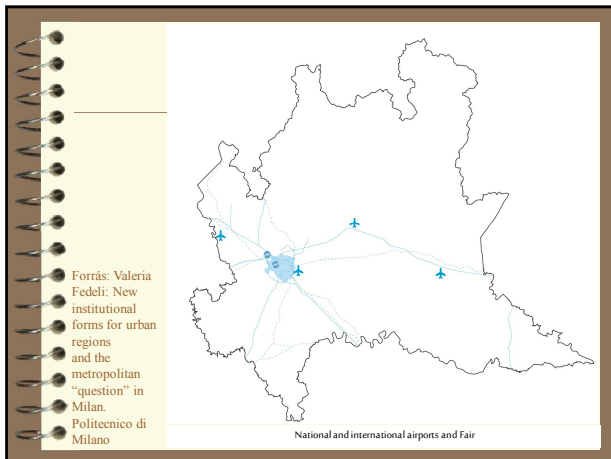 Forrás: Valeria
Fedeli: New
institutional
forms for urban
regions
and the
metropolitan
“question” in
Milan.
Politecnico di
Milano
National and international airports and Fair